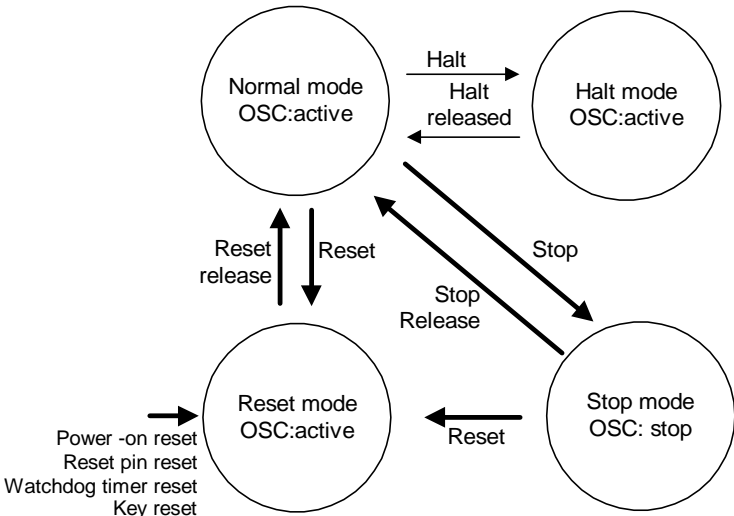 Normal mode
OSC:active
Halt
Halt
released
Halt mode
OSC:active
Reset
release
Reset
Stop
Stop
Release
Reset mode
OSC:active
Stop mode
OSC: stop
Reset
Power -on reset
Reset pin reset
Watchdog timer reset
Key reset